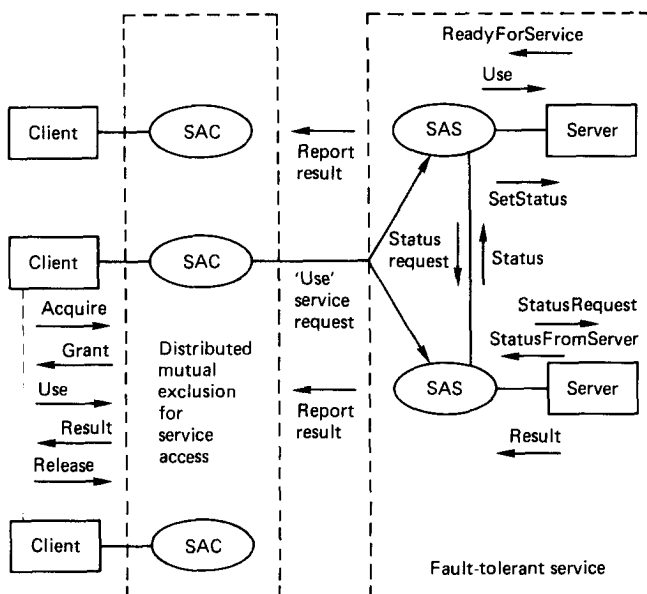 ReadyForService
Use
Client
SAC
SAS
Server
Report
result
SetStatus
Status
request
Status
Client
SAC
'Use'
service
request
Acquire
Grant
Use
Result
Release
Distributed
mutual
exclusion
for
service
access
StatusRequest
StatusFromServer
SAS
Server
Report
result
Result
Client
SAC
Fault-tolerant service